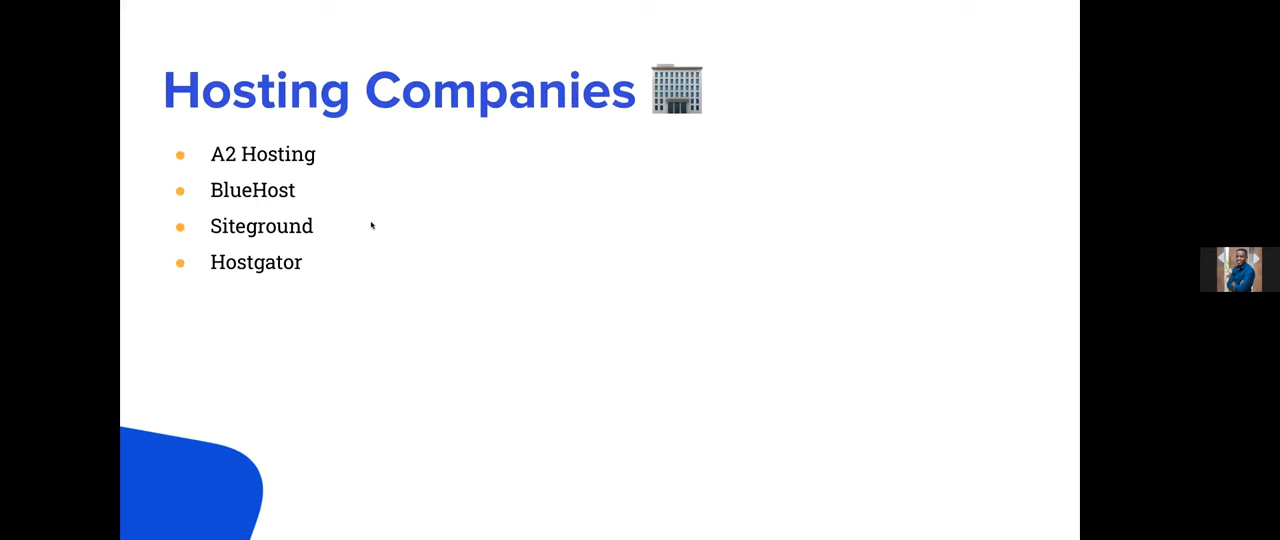 Hosting Companies 🏢
A2 Hosting
BlueHost
Siteground
Hostgator